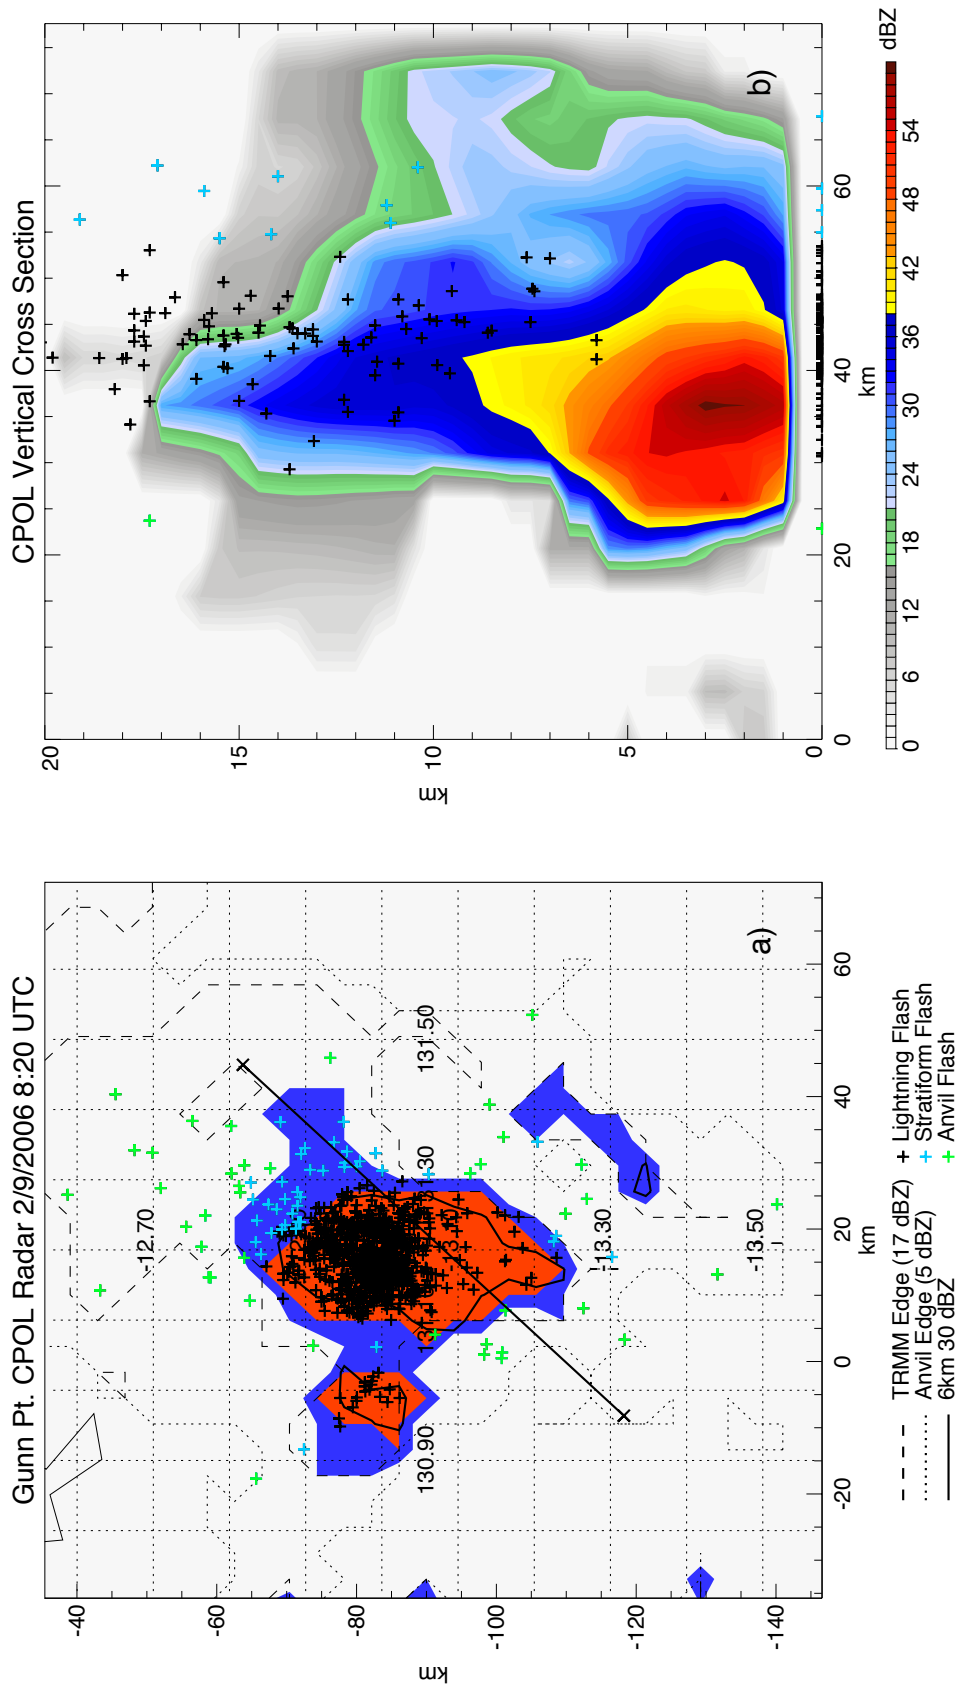 Gunn Pt. CPOL Radar 2/9/2006 8:20 UTC
km
-40
-60
-80
-100
-120
-140
-20
0
20
40
60
km
-12.70
-13.30
-13.50
130.90
131.30
131.50
a)
TRMM Edge (17 dBZ)
Anvil Edge (5 dBZ)
6km 30 dBZ
Lightning Flash
Stratiform Flash
Anvil Flash
CPOL Vertical Cross Section
km
20
15
10
5
0
0
20
40
60
km
b)
0
6
12
18
24
30
36
42
48
54
dBZ